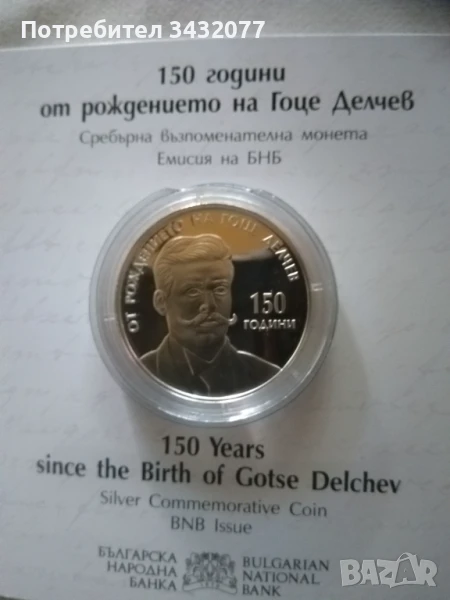 Потребител 3432077
150 години
от рождението на Гоце Делчев
Сребърна възпоменателна монета
Емисия на БНБ
ОТ РОЖДЕНИЕТО НА ГОЦЕ ДЕЛЧЕВ
150
ГОДИНИ
150 Years
since the Birth of Gotse Delchev
Silver Commemorative Coin
BNB Issue
БЪЛГАРСКА
НАРОДНА
БАНКА
BULGARIAN
NATIONAL
BANK
BAZAR